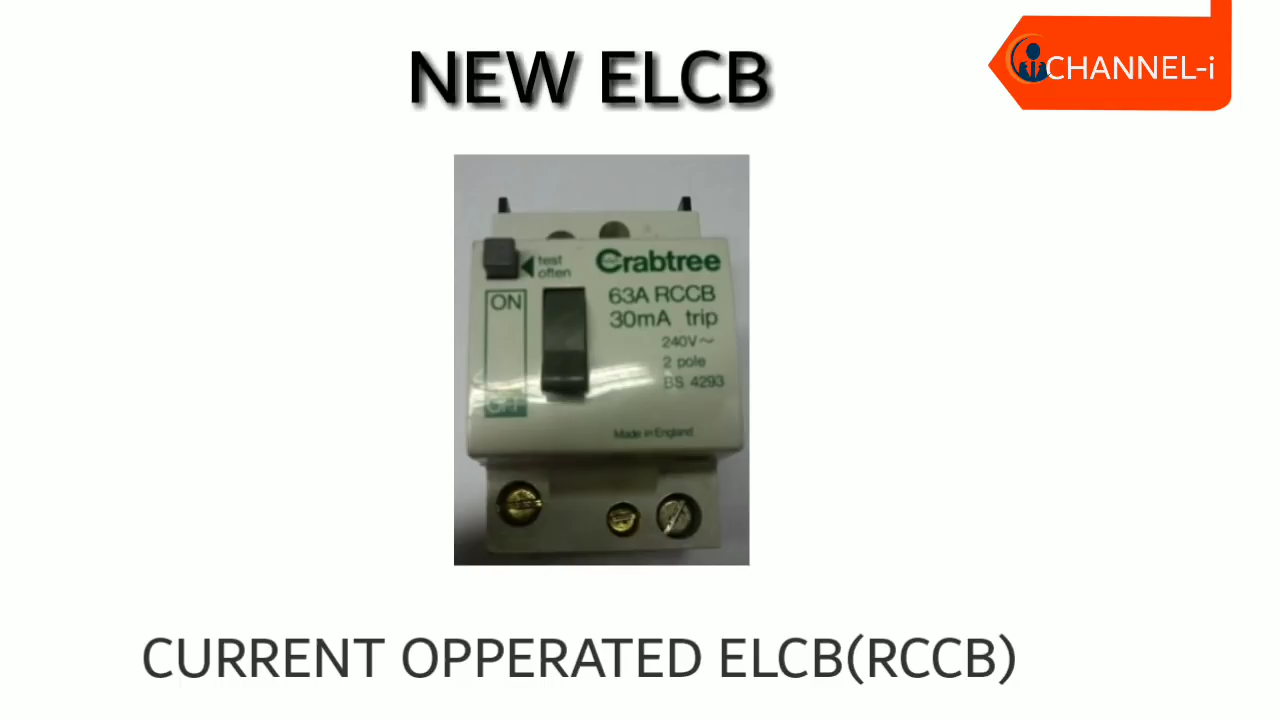 NEW ELCB
CHANNEL-i
test
often
Crabtree
ON
63A RCCB
30mA trip
240V~
2 pole
BS 4293
OFF
Made in England
CURRENT OPPERATED ELCB(RCCB)